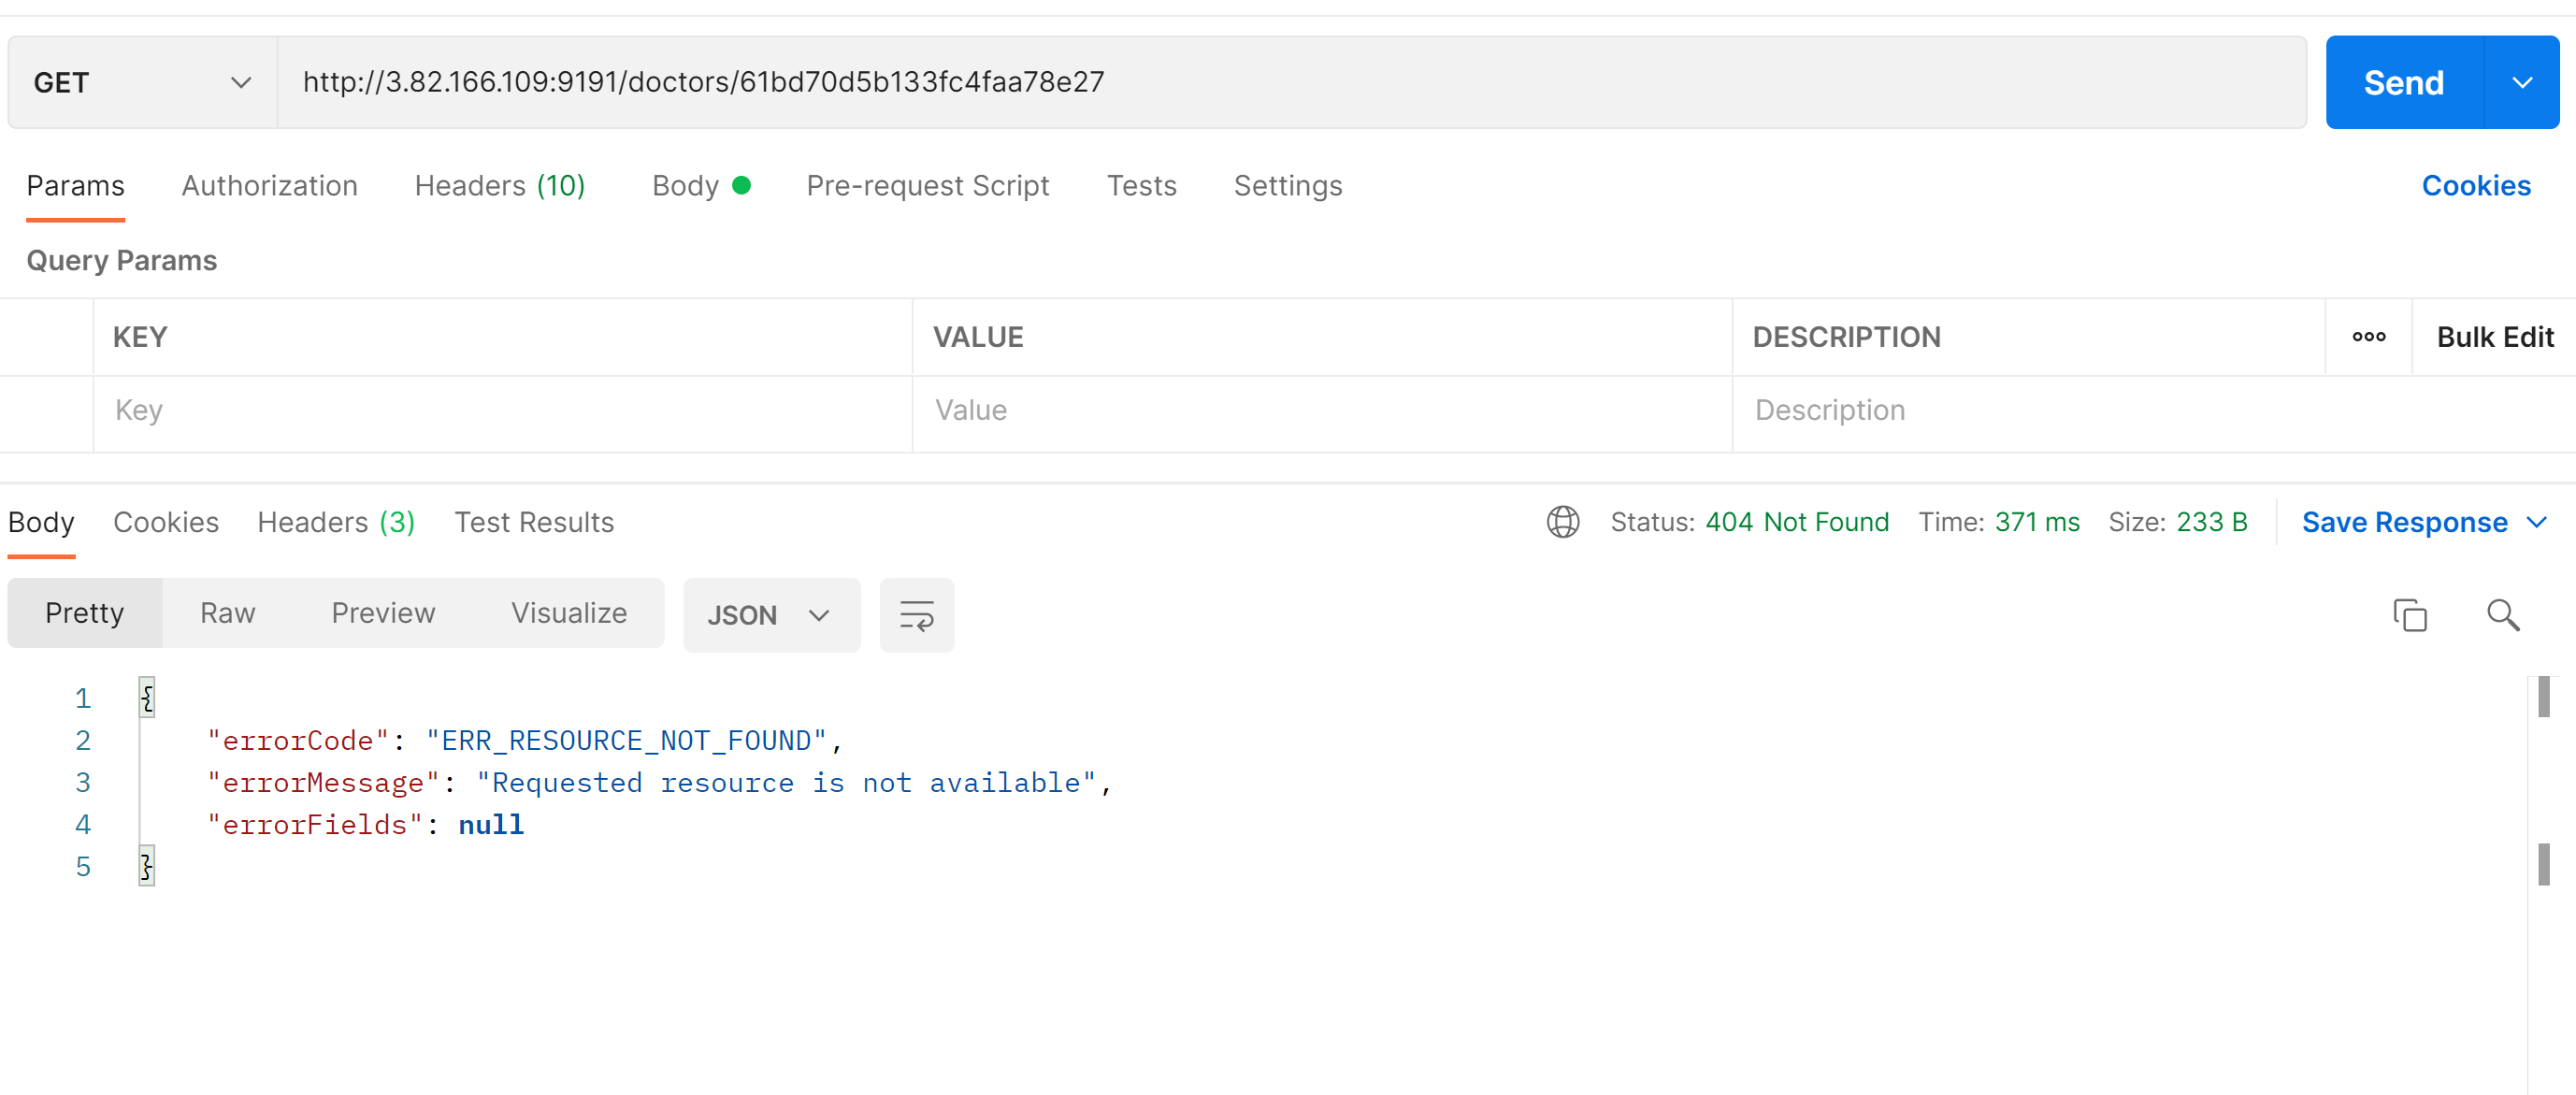 GET http://3.82.166.109:9191/doctors/61bd70d5b133fc4faa78e27 Send
Params Authorization Headers (10) Body Pre-request Script Tests Settings Cookies
Query Params
KEY VALUE DESCRIPTION Bulk Edit
Key Value Description
Body Cookies Headers (3) Test Results Status: 404 Not Found Time: 371 ms Size: 233 B Save Response
Pretty Raw Preview Visualize JSON
1 {
2 "errorCode": "ERR_RESOURCE_NOT_FOUND",
3 "errorMessage": "Requested resource is not available",
4 "errorFields": null
5 }